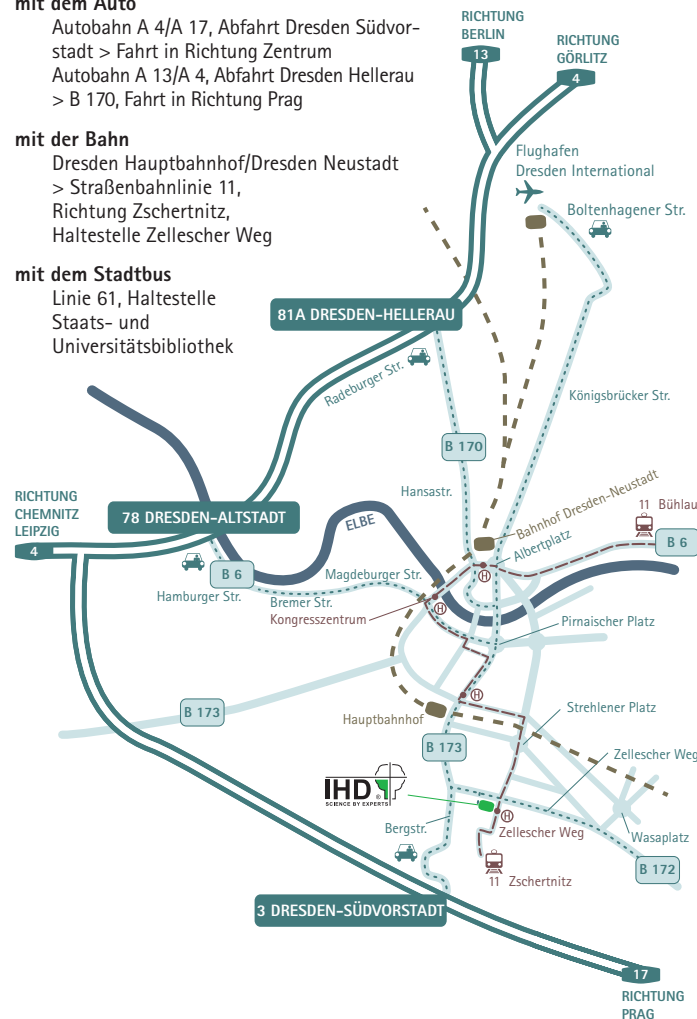 mit dem Auto
Autobahn A 4/A 17, Abfahrt Dresden Südvor-
stadt > Fahrt in Richtung Zentrum
Autobahn A 13/A 4, Abfahrt Dresden Hellerau
> B 170, Fahrt in Richtung Prag
mit der Bahn
Dresden Hauptbahnhof/Dresden Neustadt
> Straßenbahnlinie 11,
Richtung Zschertnitz,
Haltestelle Zellescher Weg
mit dem Stadtbus
Linie 61, Haltestelle
Staats- und
Universitätsbibliothek
RICHTUNG
BERLIN
13
RICHTUNG
GÖRLITZ
4
Flughafen
Dresden International
Boltenhagener Str.
81A DRESDEN-HELLERAU
Radeburger Str.
Königsbrücker Str.
B 170
Hansastr.
Bahnhof Dresden-Neustadt
11 Bühlau
RICHTUNG
CHEMNITZ
LEIPZIG
4
78 DRESDEN-ALTSTADT
ELBE
Albertplatz
B 6
H
B 6
Magdeburger Str.
Hamburger Str.
Bremer Str.
Kongresszentrum
H
Pirnaischer Platz
H
B 173
Hauptbahnhof
Strehlener Platz
B 173
Zellescher Weg
IHD
®
SCIENCE BY EXPERTS
H
Bergstr.
Zellescher Weg
Wasaplatz
B 172
11 Zschertnitz
3 DRESDEN-SÜDVORSTADT
17
RICHTUNG
PRAG